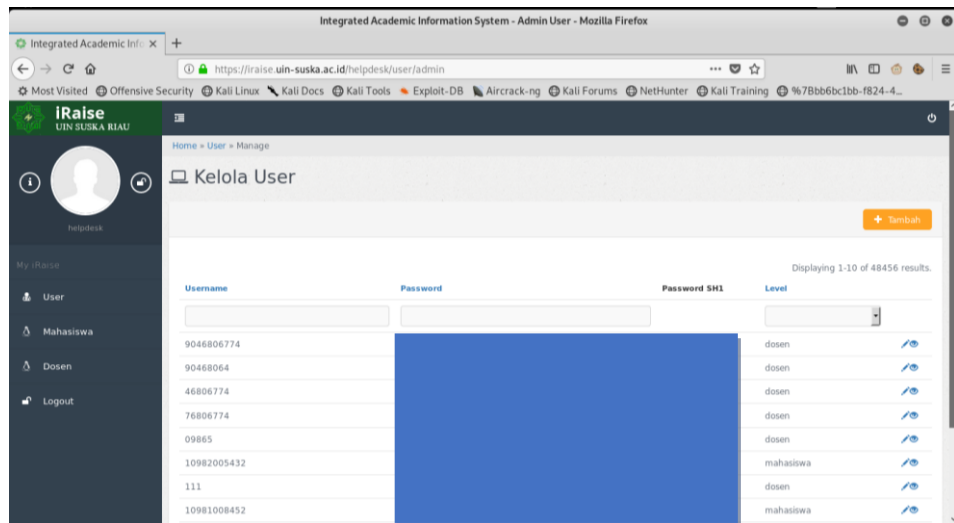 Integrated Academic Information System - Admin User - Mozilla Firefox
Integrated Academic Info
https://iraise.uin-suska.ac.id/helpdesk/user/admin
Most Visited Offensive Security Kali Linux Kali Docs Kali Tools Exploit-DB Aircrack-ng Kali Forums NetHunter Kali Training %7Bbb6bc1bb-f824-4...
iRaise
UIN SUSKA RIAU
Home » User » Manage
Kelola User
helpdesk
+ Tambah
My iRaise
User
Mahasiswa
Dosen
Logout
Displaying 1-10 of 48456 results.
Username Password Password SH1 Level
9046806774 dosen
90468064 dosen
46806774 dosen
76806774 dosen
09865 dosen
10982005432 mahasiswa
111 dosen
10981008452 mahasiswa